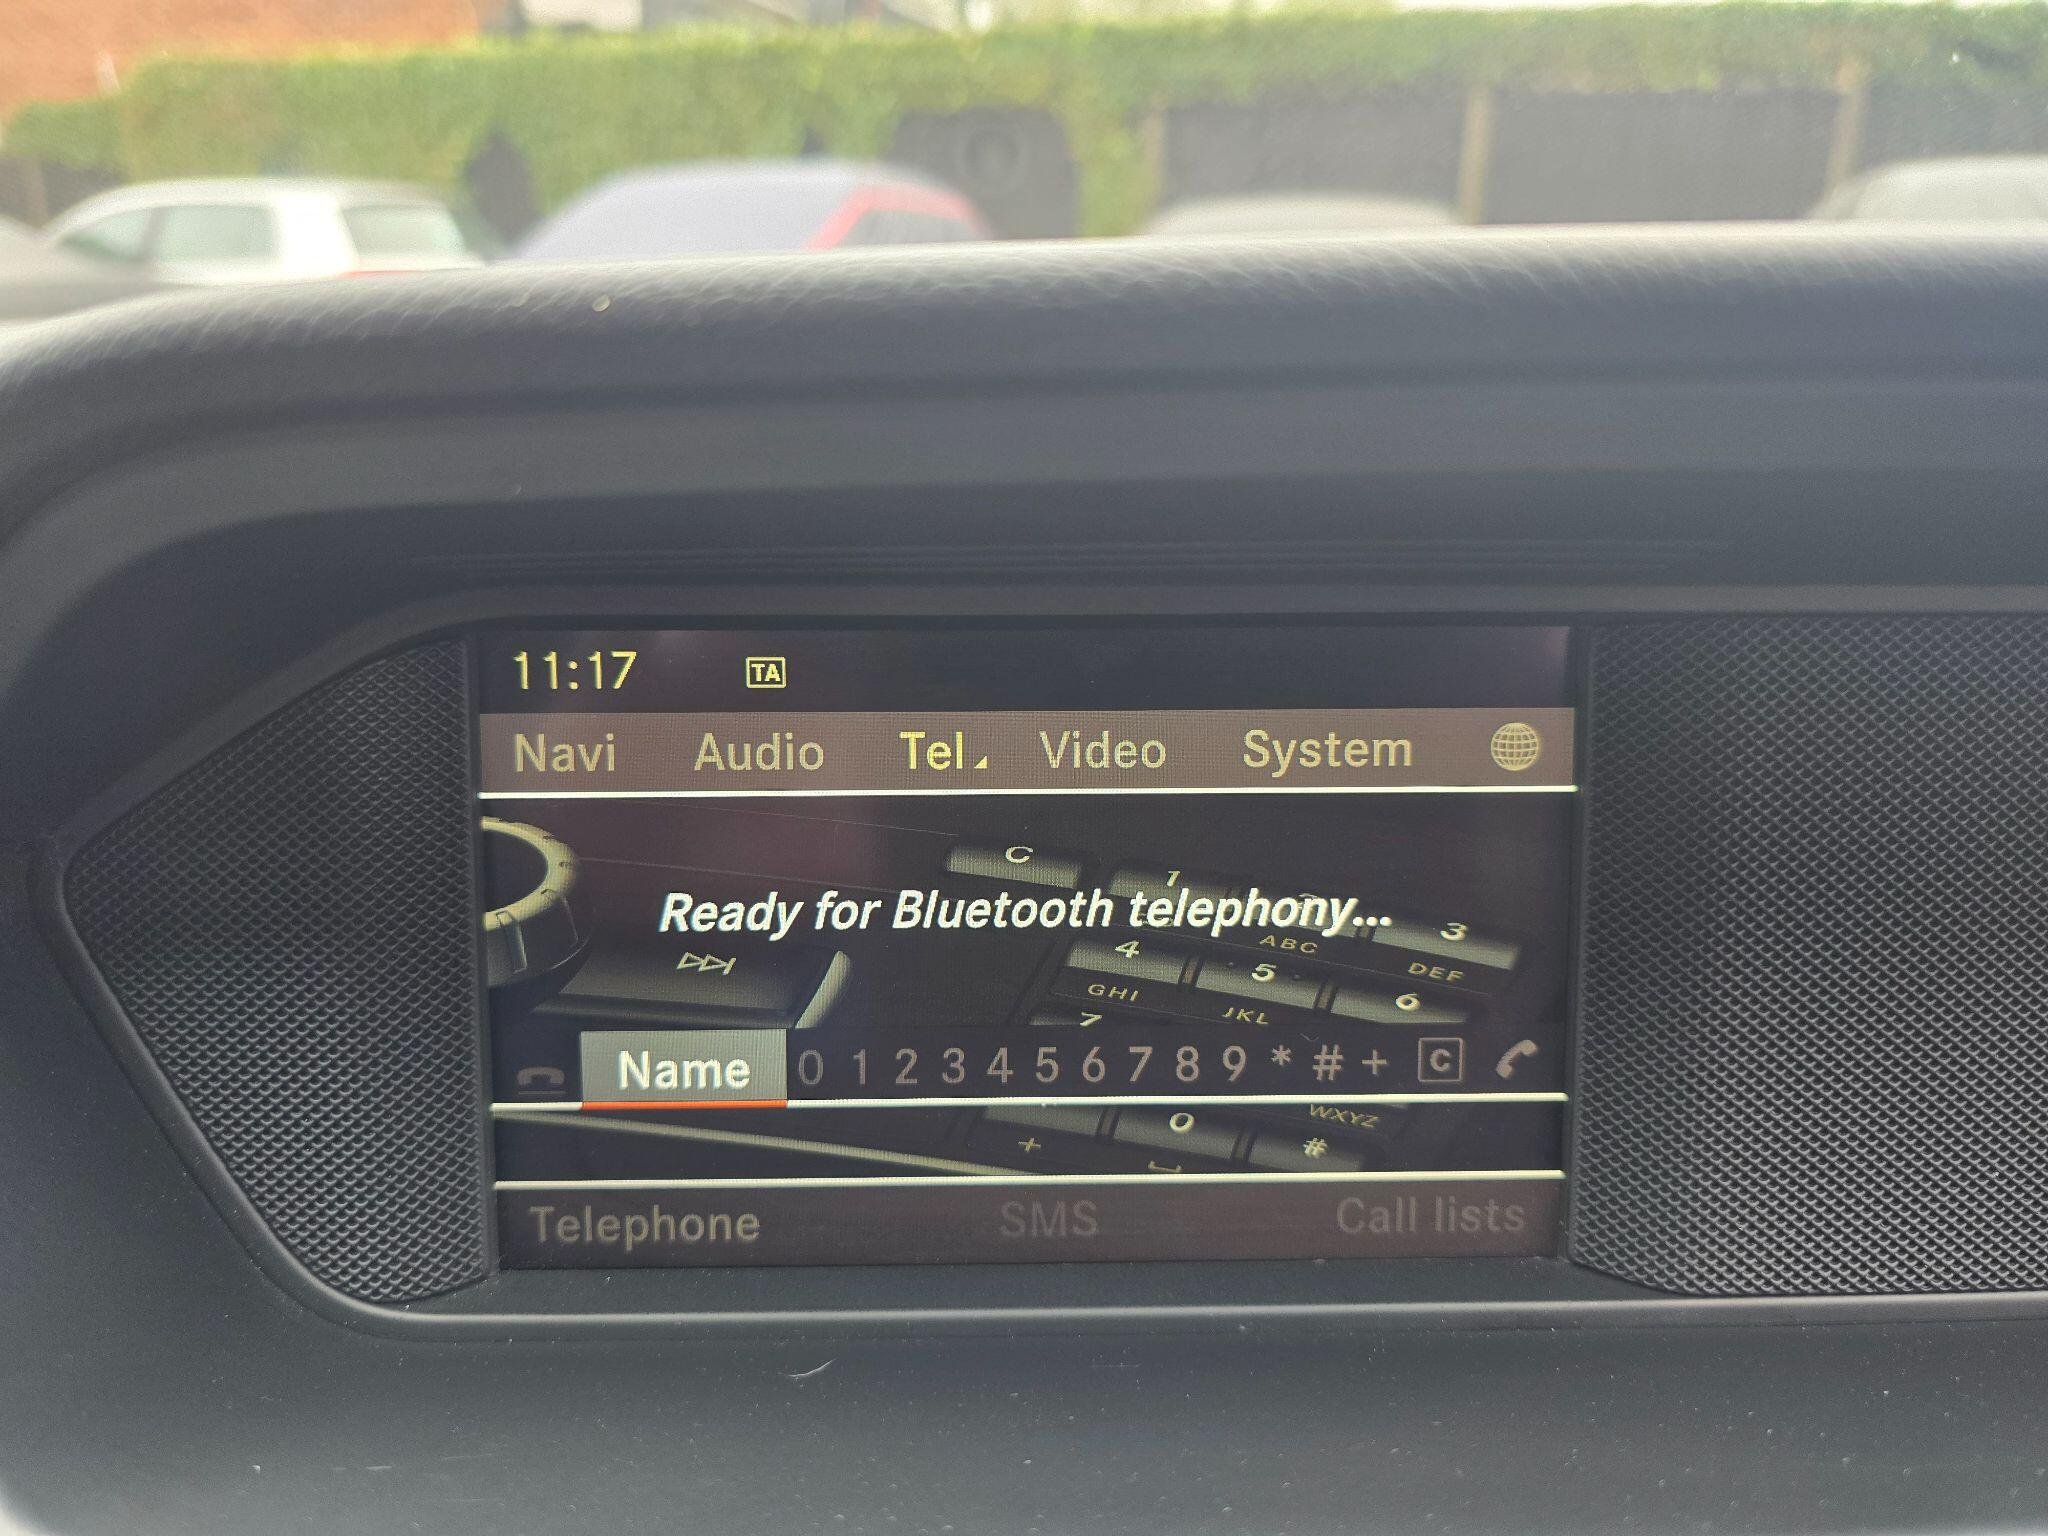 11:17 TA
Navi Audio Tel Video System
C
1
Ready for Bluetooth telephony...
3
ABC
4
5
DEF
6
GHI
JKL
7
Name 0 1 2 3 4 5 6 7 8 9 * # + C
WXYZ
0
+
#
Telephone SMS Call lists